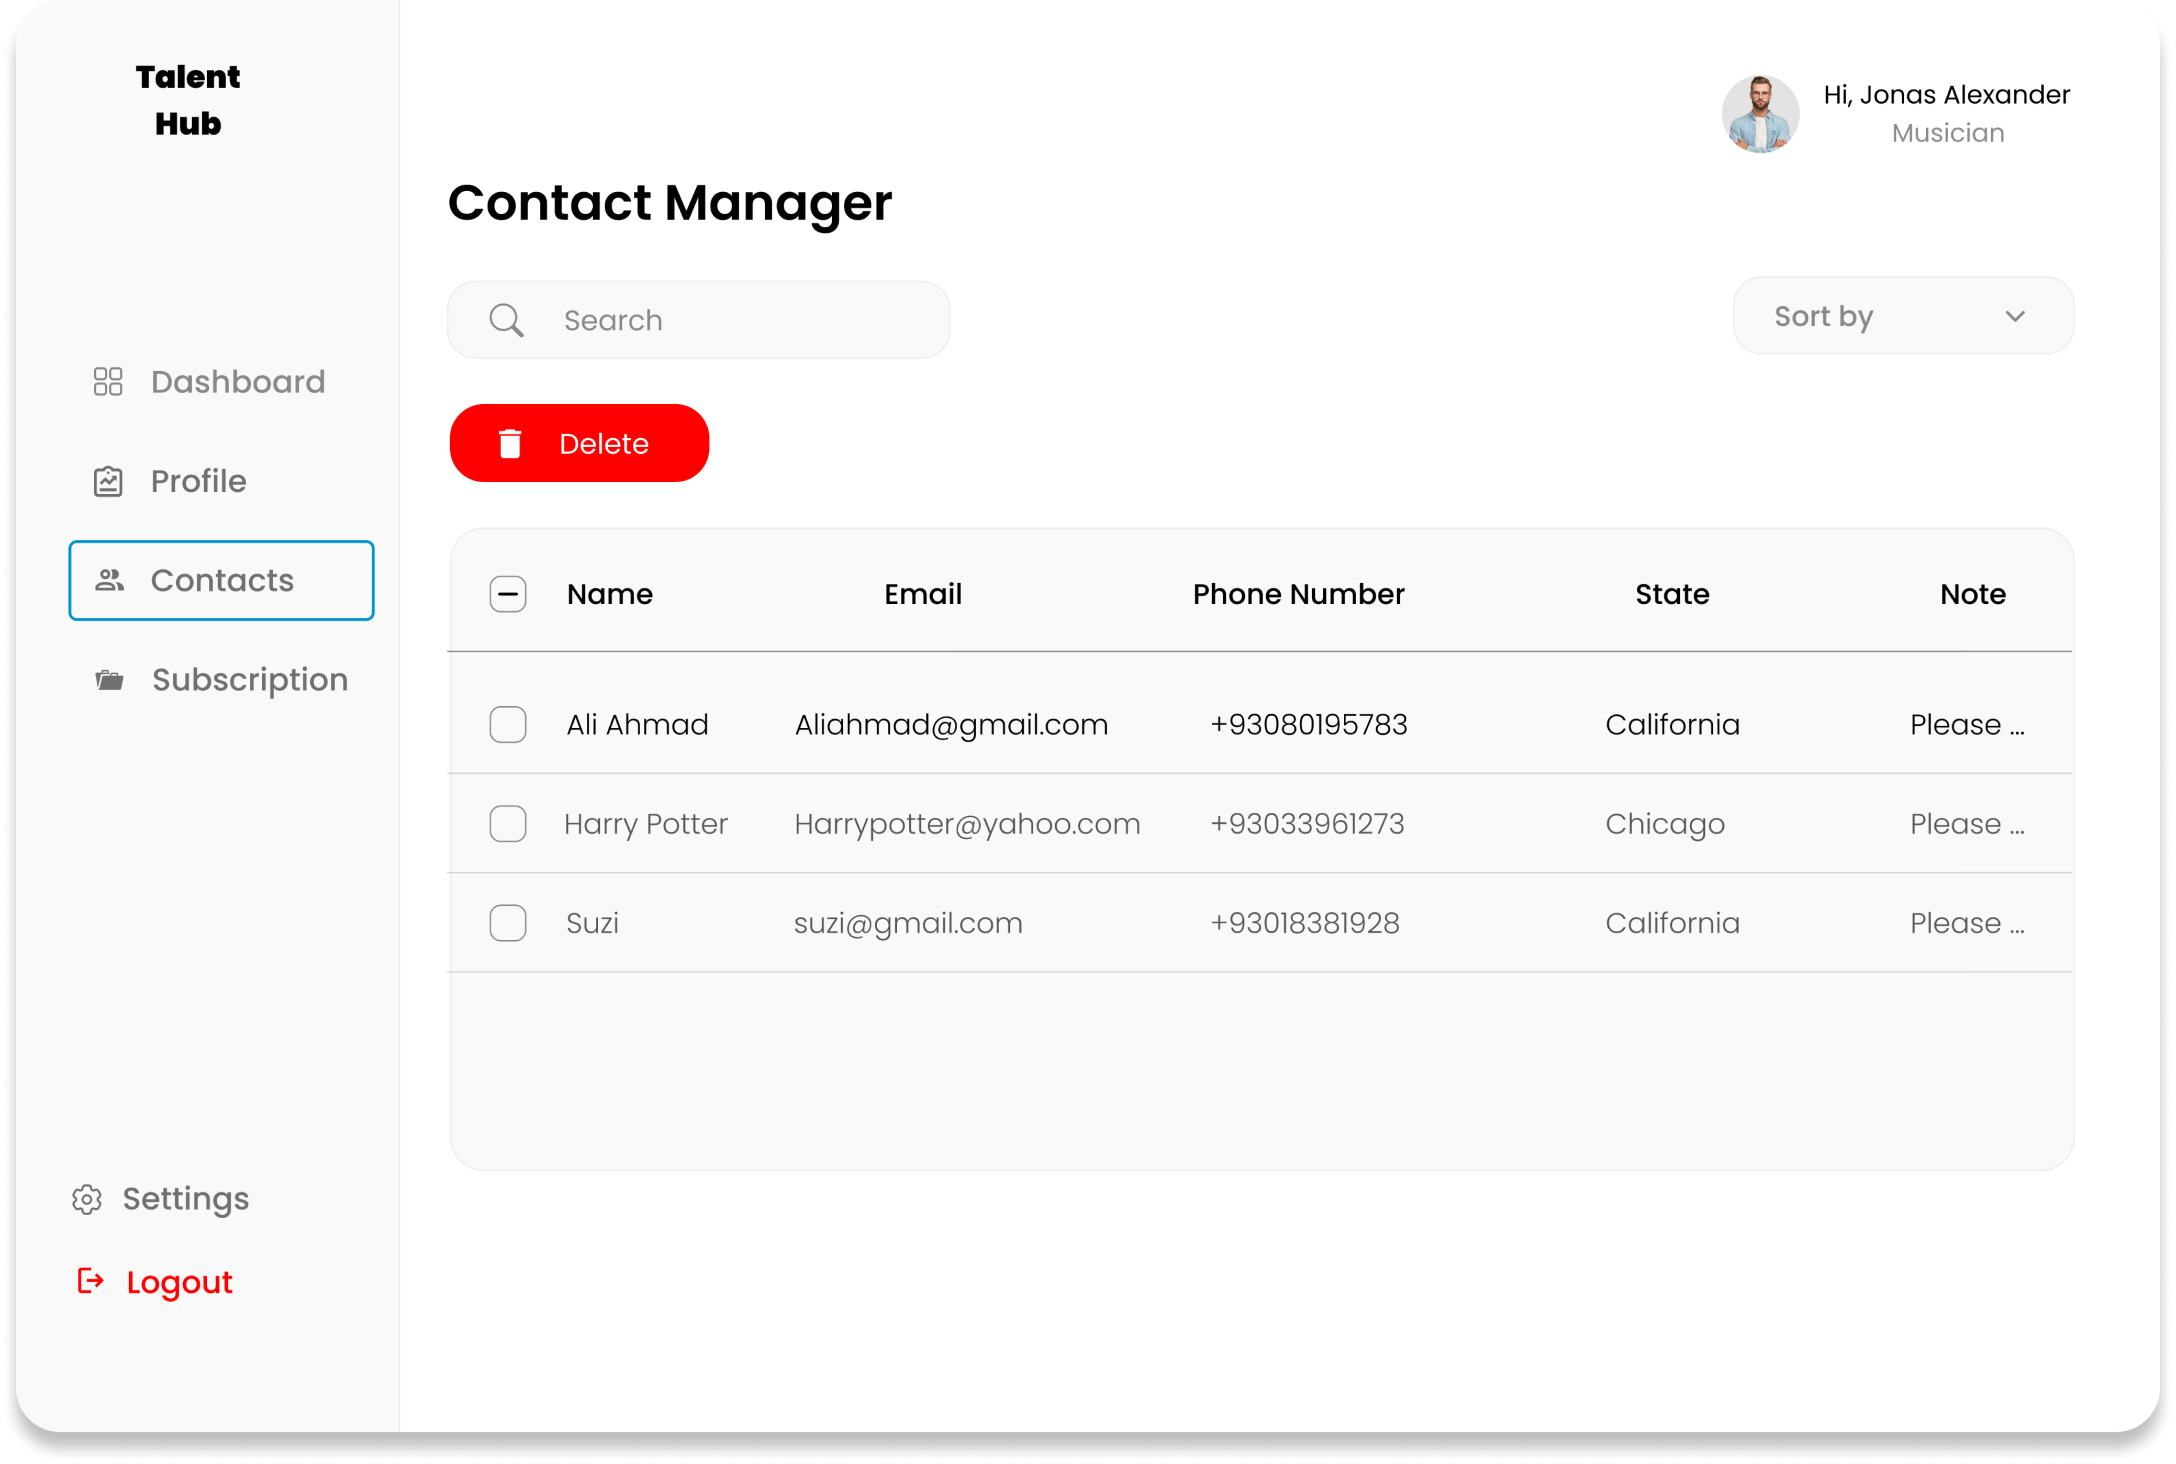 Talent
Hub
Hi, Jonas Alexander
Musician
Contact Manager
Search
Sort by
Dashboard
Delete
Profile
Contacts
Subscription
Name Email Phone Number State Note
Ali Ahmad Aliahmad@gmail.com +93080195783 California Please ...
Harry Potter Harrypotter@yahoo.com +93033961273 Chicago Please ...
Suzi suzi@gmail.com +93018381928 California Please ...
Settings
Logout